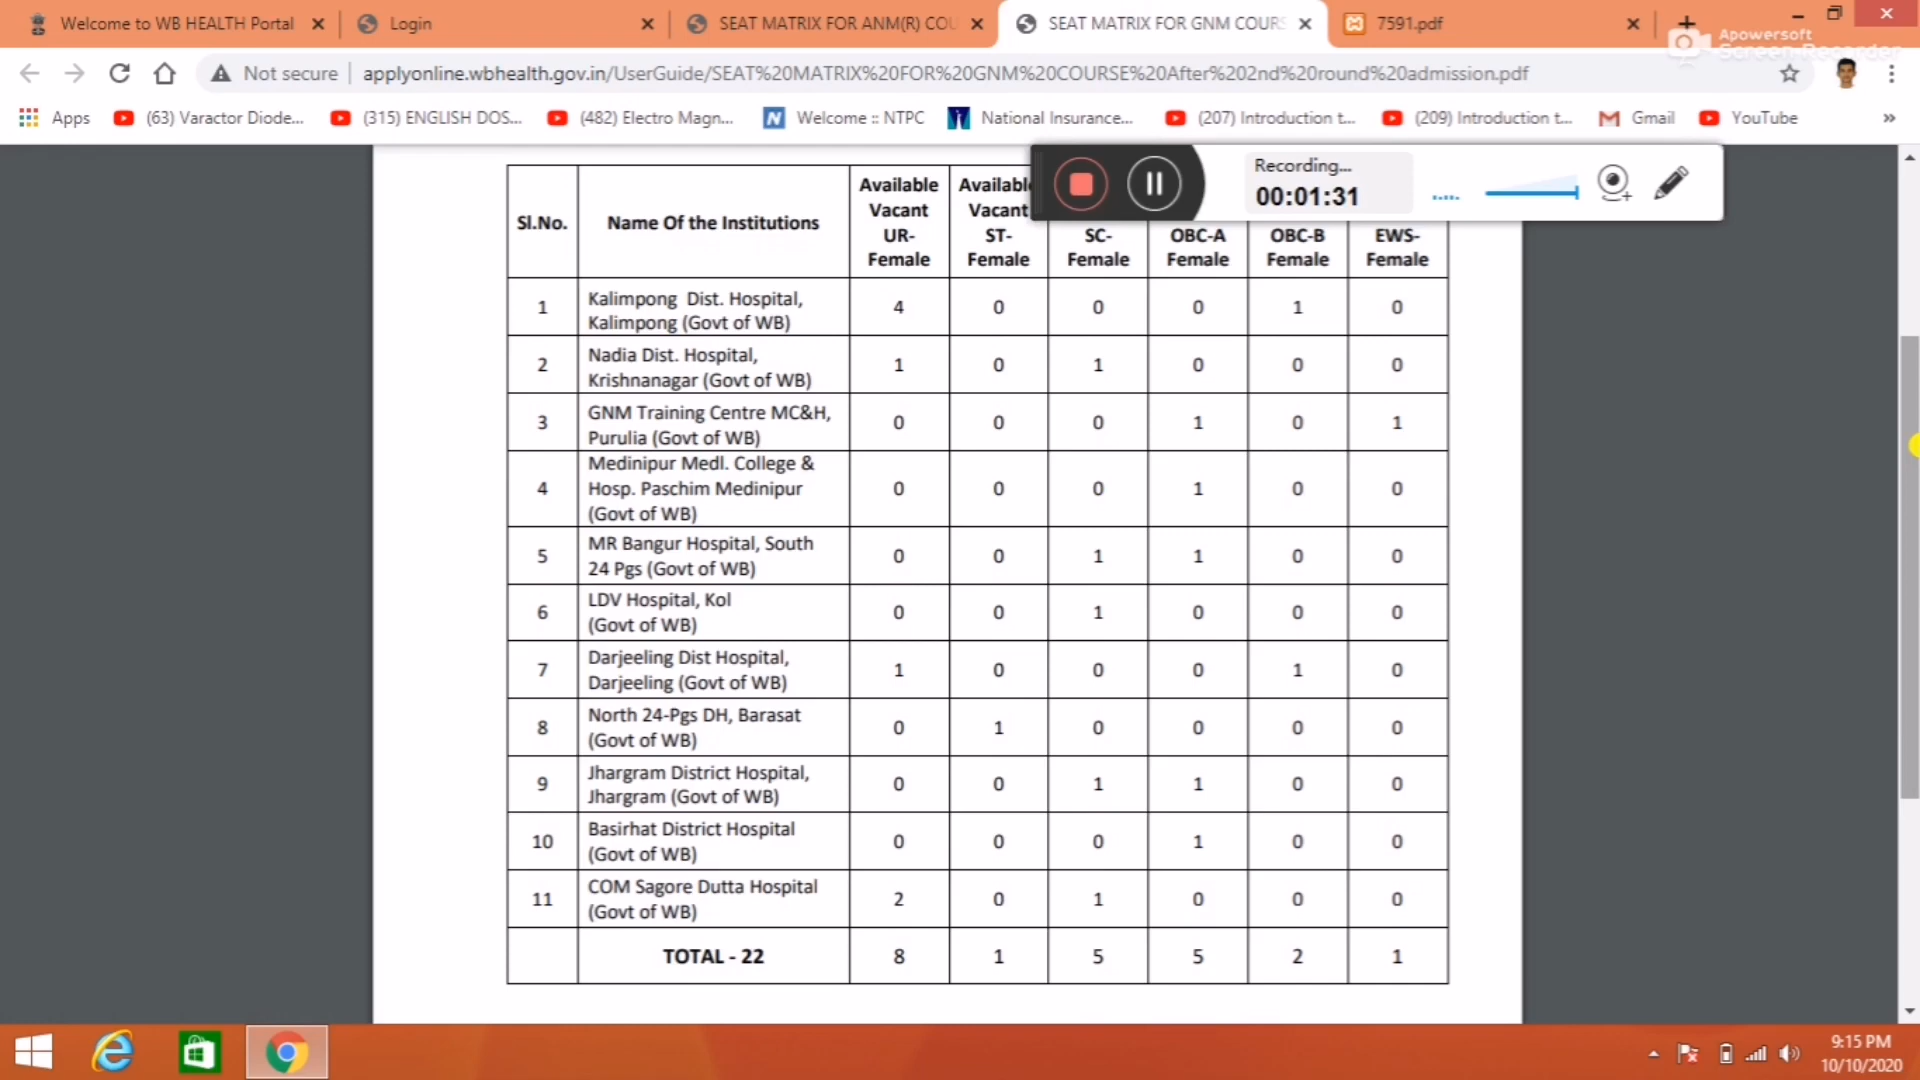 Welcome to WB HEALTH Portal
Login
SEAT MATRIX FOR ANM(R) COU
SEAT MATRIX FOR GNM COURS
7591.pdf
Apowersoft
Screen Recorder
Not secure
applyonline.wbhealth.gov.in/UserGuide/SEAT%20MATRIX%20FOR%20GNM%20COURSE%20After%202nd%20round%20admission.pdf
Apps
(63) Varactor Diode...
(315) ENGLISH DOS...
(482) Electro Magn...
Welcome :: NTPC
National Insurance...
(207) Introduction t...
(209) Introduction t...
Gmail
YouTube
»
Recording...
00:01:31
Sl.No. Name Of the Institutions
Available Vacant UR- Female
Available Vacant ST- Female
SC- Female
OBC-A Female
OBC-B Female
EWS- Female
1 Kalimpong Dist. Hospital, 4 0 0 0 1 0
Kalimpong (Govt of WB)
2 Nadia Dist. Hospital, 1 0 1 0 0 0
Krishnanagar (Govt of WB)
3 GNM Training Centre MC&H, 0 0 0 1 0 1
Purulia (Govt of WB)
4 Medinipur Medl. College & 0 0 0 1 0 0
Hosp. Paschim Medinipur
(Govt of WB)
5 MR Bangur Hospital, South 0 0 1 1 0 0
24 Pgs (Govt of WB)
6 LDV Hospital, Kol 0 0 1 0 0 0
(Govt of WB)
7 Darjeeling Dist Hospital, 1 0 0 0 1 0
Darjeeling (Govt of WB)
8 North 24-Pgs DH, Barasat 0 1 0 0 0 0
(Govt of WB)
9 Jhargram District Hospital, 0 0 1 1 0 0
Jhargram (Govt of WB)
10 Basirhat District Hospital 0 0 0 1 0 0
(Govt of WB)
11 COM Sagore Dutta Hospital 2 0 1 0 0 0
(Govt of WB)
TOTAL - 22 8 1 5 5 2 1
9:15 PM
10/10/2020